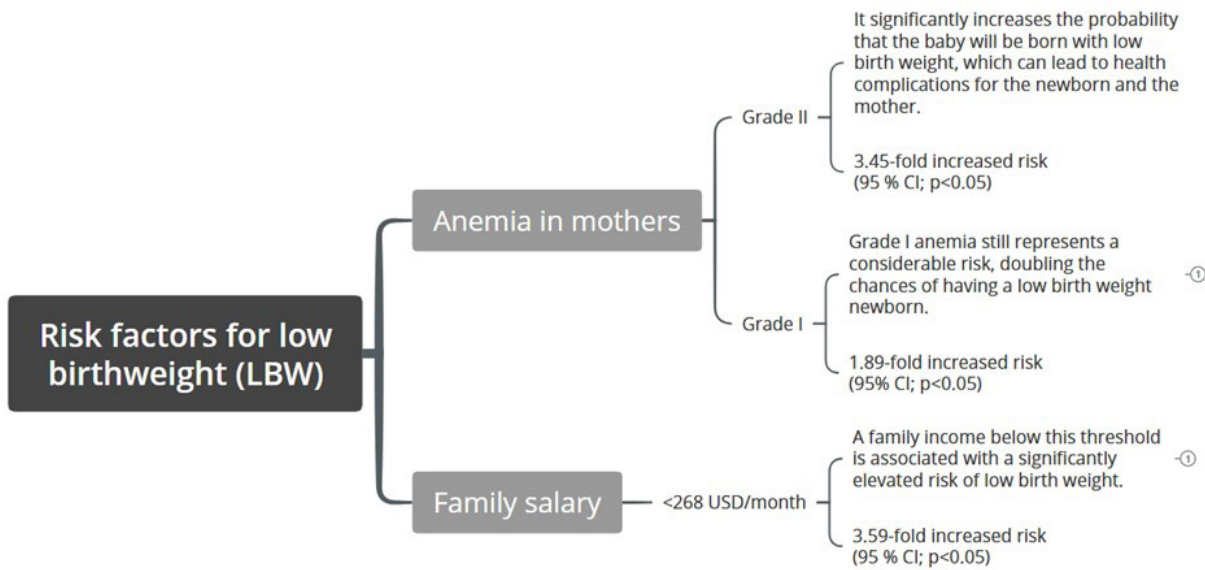 Risk factors for low
birthweight (LBW)
Anemia in mothers
Grade II
It significantly increases the probability
that the baby will be born with low
birth weight, which can lead to health
complications for the newborn and the
mother.
3.45-fold increased risk
(95 % CI; p<0.05)
Grade I
Grade I anemia still represents a
considerable risk, doubling the
chances of having a low birth weight
newborn.
1
1.89-fold increased risk
(95% CI; p<0.05)
Family salary
<268 USD/month
A family income below this threshold
is associated with a significantly
elevated risk of low birth weight.
1
3.59-fold increased risk
(95 % CI; p<0.05)